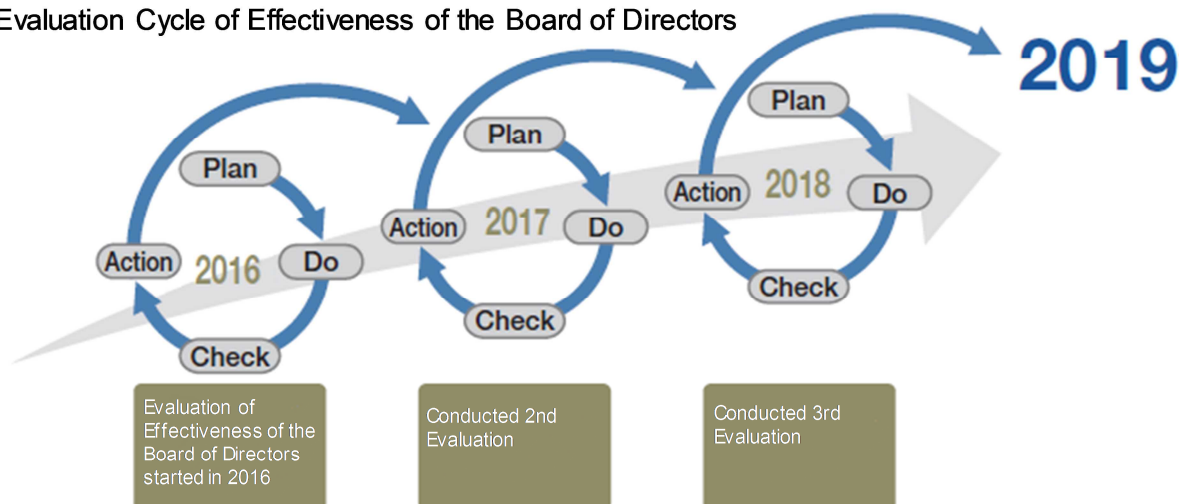 Evaluation Cycle of Effectiveness of the Board of Directors
2019
Plan
Action
2018
Do
Check
Plan
Action
2017
Do
Check
Plan
Action
2016
Do
Check
Evaluation of
Effectiveness of the
Board of Directors
started in 2016
Conducted 2nd
Evaluation
Conducted 3rd
Evaluation